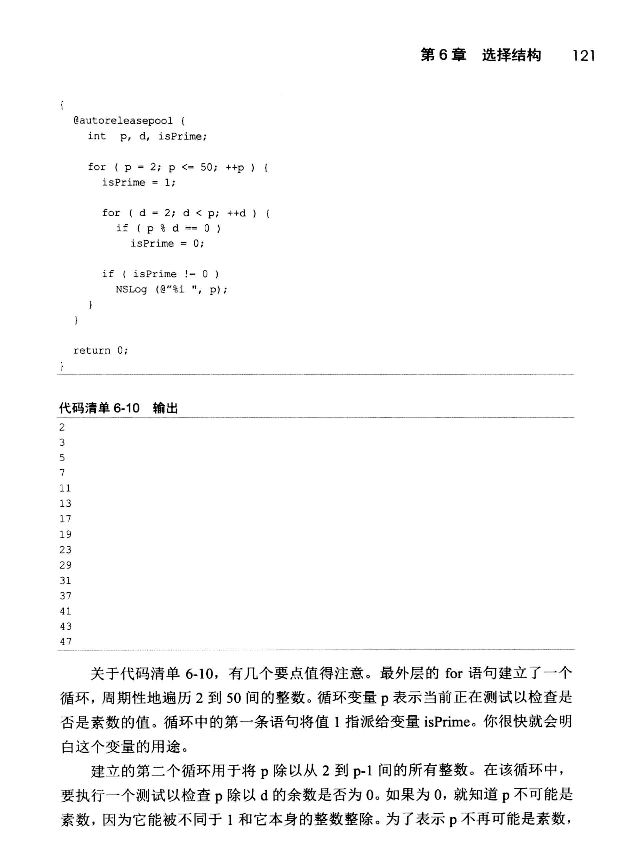 第 6 章 选择结构 121
{
@autoreleasepool {
int p, d, isPrime;
for ( p = 2; p <= 50; ++p ) {
isPrime = 1;
for ( d = 2; d < p; ++d ) {
if ( p % d == 0 )
isPrime = 0;
if ( isPrime != 0 )
NSLog (@"%i ", p);
}
}
return 0;
}
代码清单 6-10 输出
2
3
5
7
11
13
17
19
23
29
31
37
41
43
47
关于代码清单 6-10，有几个要点值得注意。最外层的 for 语句建立了一个
循环，周期性地遍历 2 到 50 间的整数。循环变量 p 表示当前正在测试以检查是
否是素数的值。循环中的第一条语句将值 1 指派给变量 isPrime。你很快就会明
白这个变量的用途。
建立的第二个循环用于将 p 除以从 2 到 p-1 间的所有整数。在该循环中，
要执行一个测试以检查 p 除以 d 的余数是否为 0。如果为 0，就知道 p 不可能是
素数，因为它能被不同于 1 和它本身的整数整除。为了表示 p 不再可能是素数，